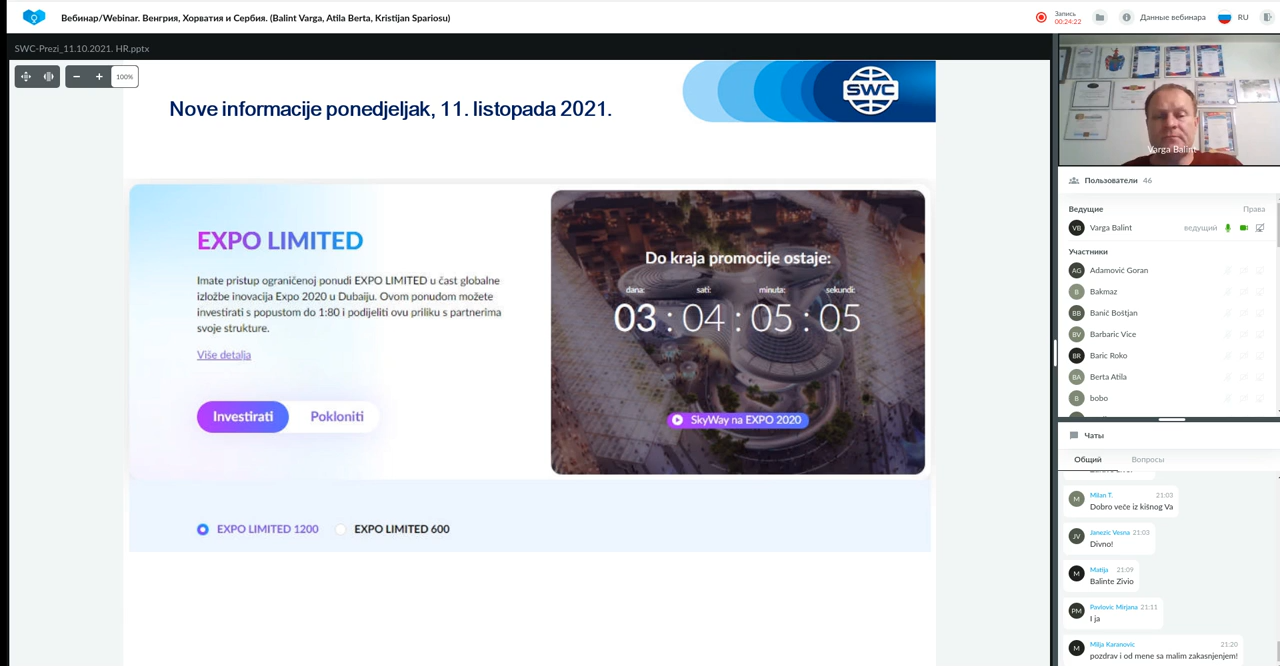 Вебинар/Webinar. Венгрия, Хорватия и Сербия. (Balint Varga, Atila Berta, Kristijan Spariosu)
Запись
00:24:22
Данные вебинара
RU
SWC-Prezi_11.10.2021. HR.pptx
100%
Nove informacije ponedjeljak, 11. listopada 2021.
SWC
EXPO LIMITED
Imate pristup ograničenoj ponudi EXPO LIMITED u čast globalne
izložbe inovacija Expo 2020 u Dubaiju. Ovom ponudom možete
investirati s popustom do 1:80 i podijeliti ovu priliku s partnerima
svoje strukture.
Više detalja
Investirati
Pokloniti
Do kraja promocije ostaje:
dana: sati: minuta: sekundi:
03 : 04 : 05 : 05
SkyWay na EXPO 2020
EXPO LIMITED 1200
EXPO LIMITED 600
Varga Balint
Пользователи 46
Ведущие Права
VB Varga Balint ведущий
Участники
AG Adamović Goran
B Bakmaz
BB Banić Boštjan
BV Barbaric Vice
BR Baric Roko
BA Berta Atila
B bobo
Чаты
Общий Вопросы
M Milan T. 21:03
Dobro veče iz kišnog Va
JV Janezic Vesna 21:03
Divno!
M Matija 21:09
Balinte Zivio
PM Pavlovic Mirjana 21:11
I ja
M Milja Karanovic 21:20
pozdrav i od mene sa malim zakasnjenjem!